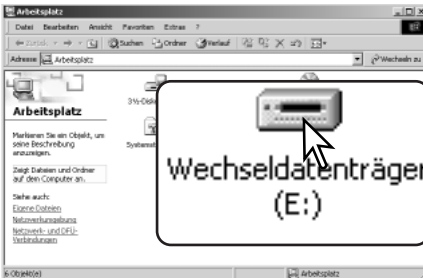 Arbeitsplatz
Datei Bearbeiten Ansicht Favoriten Extras ?
Zurück Suchen Ordner Verlauf
Adresse Arbeitsplatz Wechseln zu
Arbeitsplatz
Markieren Sie ein Objekt, um
seine Beschreibung
anzuzeigen.
Zeigt Dateien und Ordner
auf dem Computer an.
Siehe auch:
Eigene Dateien
Netzwerkumgebung
Netzwerk- und DFÜ-
Verbindungen
3½-Disk
Systemst
Wechseldatenträger
(E:)
6 Objekt(e) Arbeitsplatz